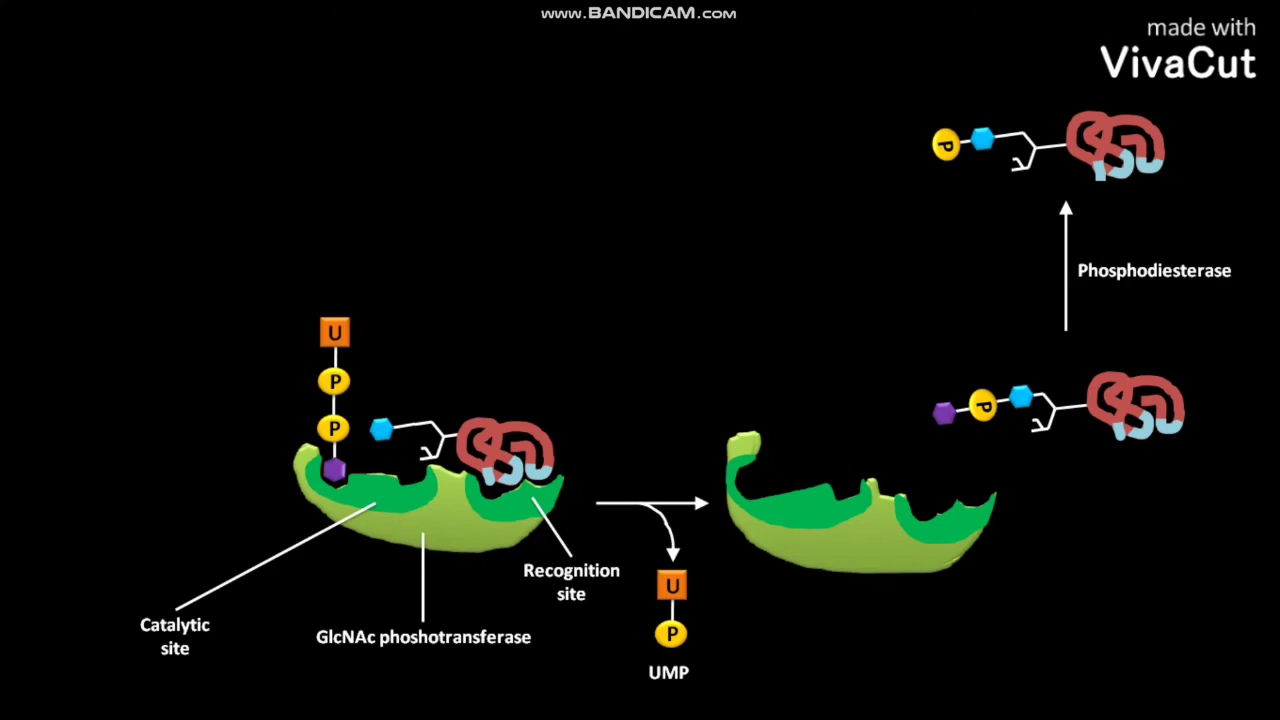 www.BANDICAM.com
made with
VivaCut
P
Phosphodiesterase
U
P
P
P
Recognition
site
Catalytic
site
GlcNAc phoshotransferase
U
P
UMP